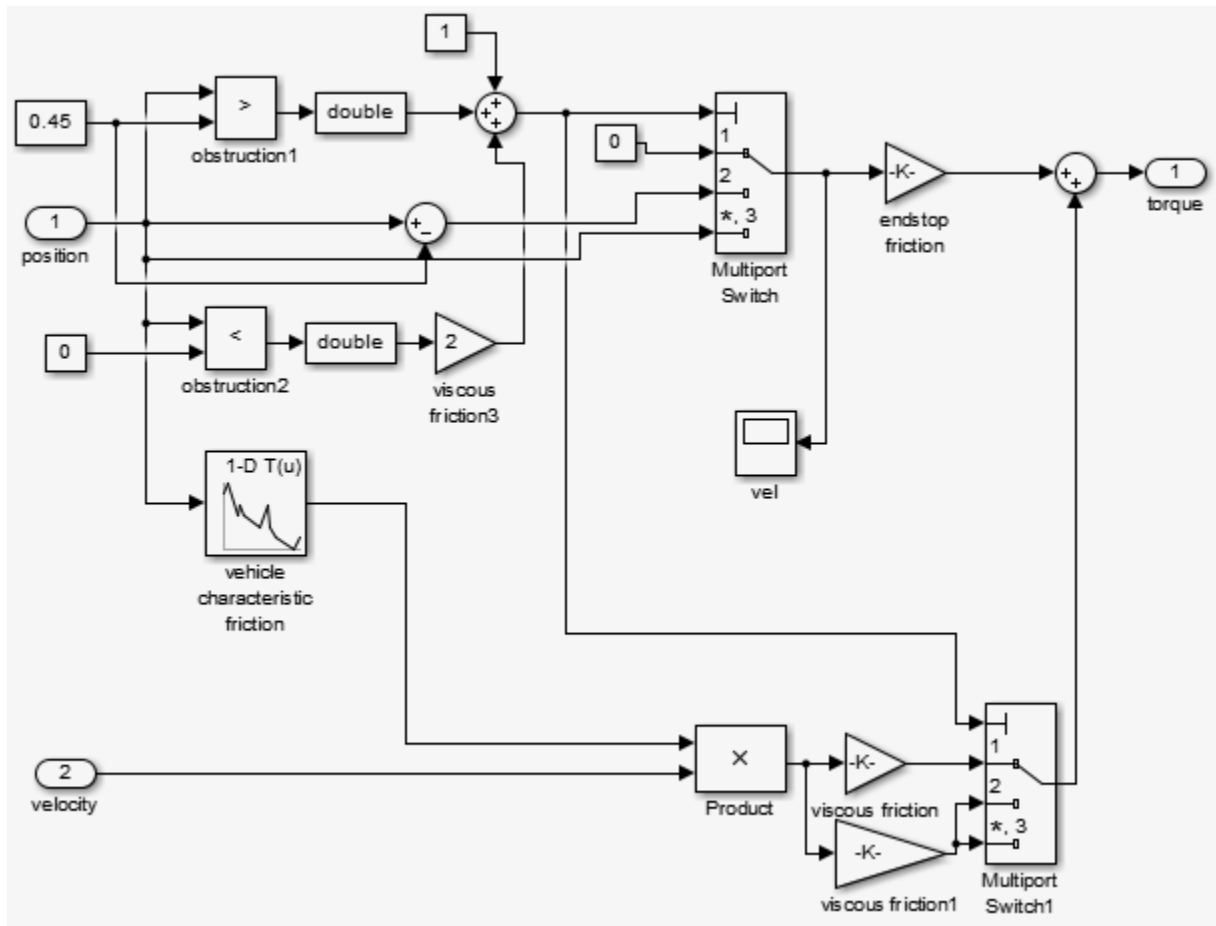 1
>
double
+
+
+
0.45
obstruction1
0
1
2
*, 3
Multiport
Switch
-K-
endstop
friction
+
+
1
torque
1
position
+
−
<
double
2
0
obstruction2
viscous
friction3
vel
1-D T(u)
vehicle
characteristic
friction
2
velocity
×
Product
-K-
viscous friction
-K-
viscous friction1
1
2
*, 3
Multiport
Switch1